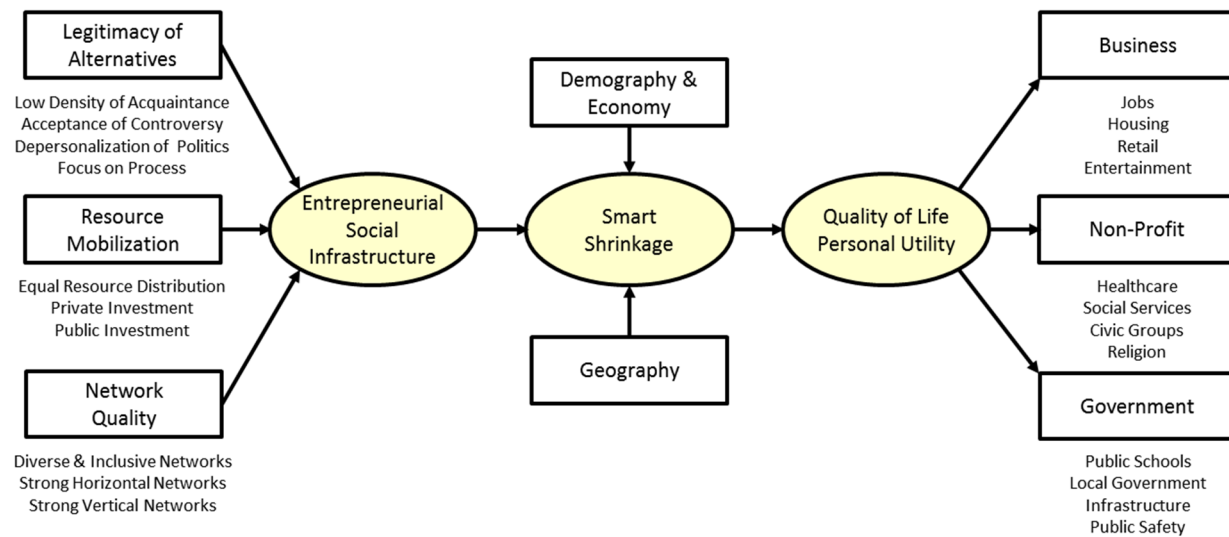 Legitimacy of
Alternatives
Low Density of Acquaintance
Acceptance of Controversy
Depersonalization of Politics
Focus on Process
Resource
Mobilization
Equal Resource Distribution
Private Investment
Public Investment
Network
Quality
Diverse & Inclusive Networks
Strong Horizontal Networks
Strong Vertical Networks
Entrepreneurial
Social
Infrastructure
Demography &
Economy
Smart
Shrinkage
Geography
Quality of Life
Personal Utility
Business
Jobs
Housing
Retail
Entertainment
Non-Profit
Healthcare
Social Services
Civic Groups
Religion
Government
Public Schools
Local Government
Infrastructure
Public Safety